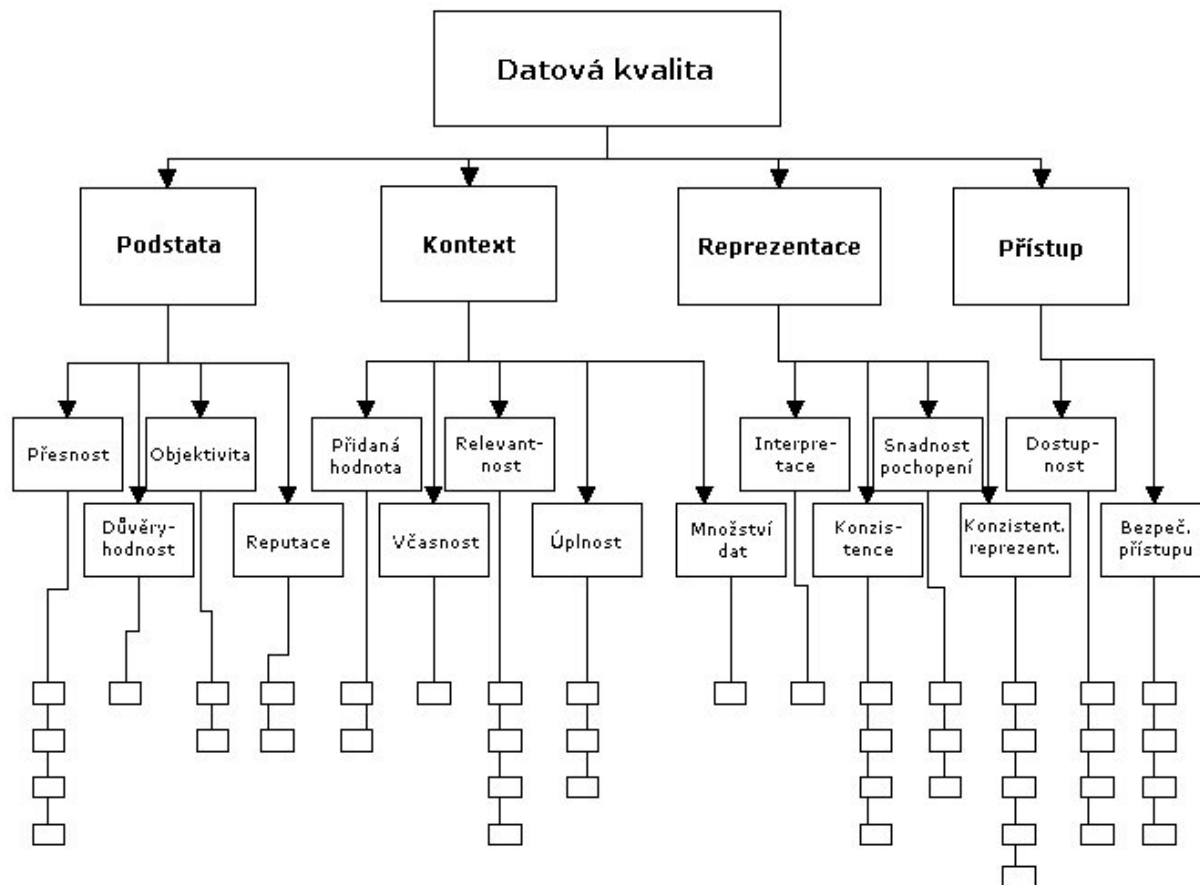 Datová kvalita
Podstata
Kontext
Reprezentace
Přístup
Přesnost
Objektivita
Přidaná
hodnota
Relevant-
nost
Interpre-
tace
Snadnost
pochopení
Dostup-
nost
Důvěry-
hodnost
Reputace
Včasnost
Úplnost
Množství
dat
Konzis-
tence
Konzistent.
reprezent.
Bezpeč.
přístupu